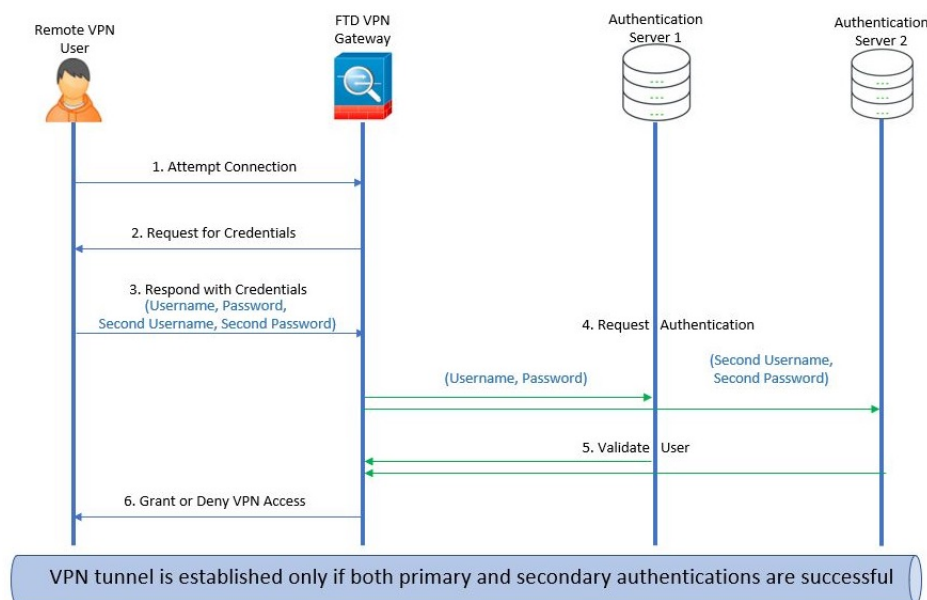 Remote VPN
User
FTD VPN
Gateway
Authentication
Server 1
Authentication
Server 2
1. Attempt Connection
2. Request for Credentials
3. Respond with Credentials
(Username, Password,
Second Username, Second Password)
4. Request Authentication
(Username, Password)
(Second Username,
Second Password)
5. Validate User
6. Grant or Deny VPN Access
VPN tunnel is established only if both primary and secondary authentications are successful